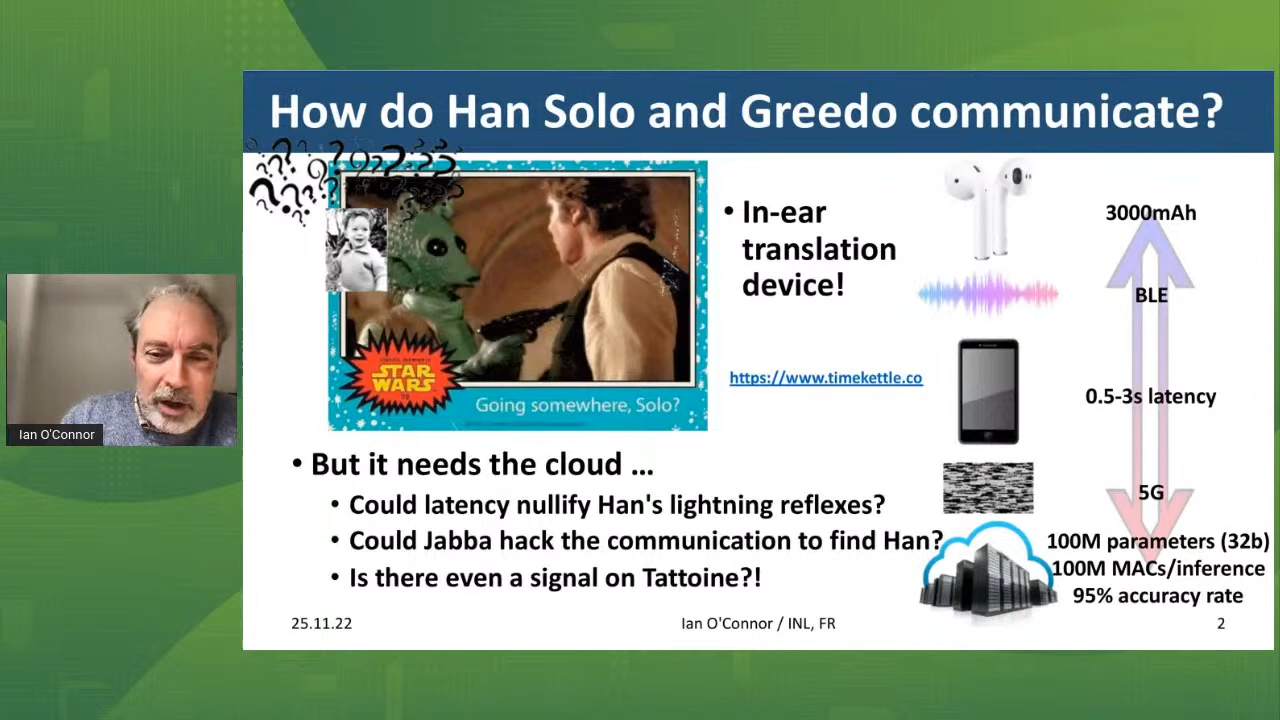 How do Han Solo and Greedo communicate?
STAR
WARS
Going somewhere, Solo?
• In-ear
translation
device!
https://www.timekettle.co
3000mAh
BLE
0.5-3s latency
5G
100M parameters (32b)
100M MACs/inference
95% accuracy rate
• But it needs the cloud ...
• Could latency nullify Han's lightning reflexes?
• Could Jabba hack the communication to find Han?
• Is there even a signal on Tattoine?!
25.11.22
Ian O'Connor / INL, FR
2
Ian O'Connor